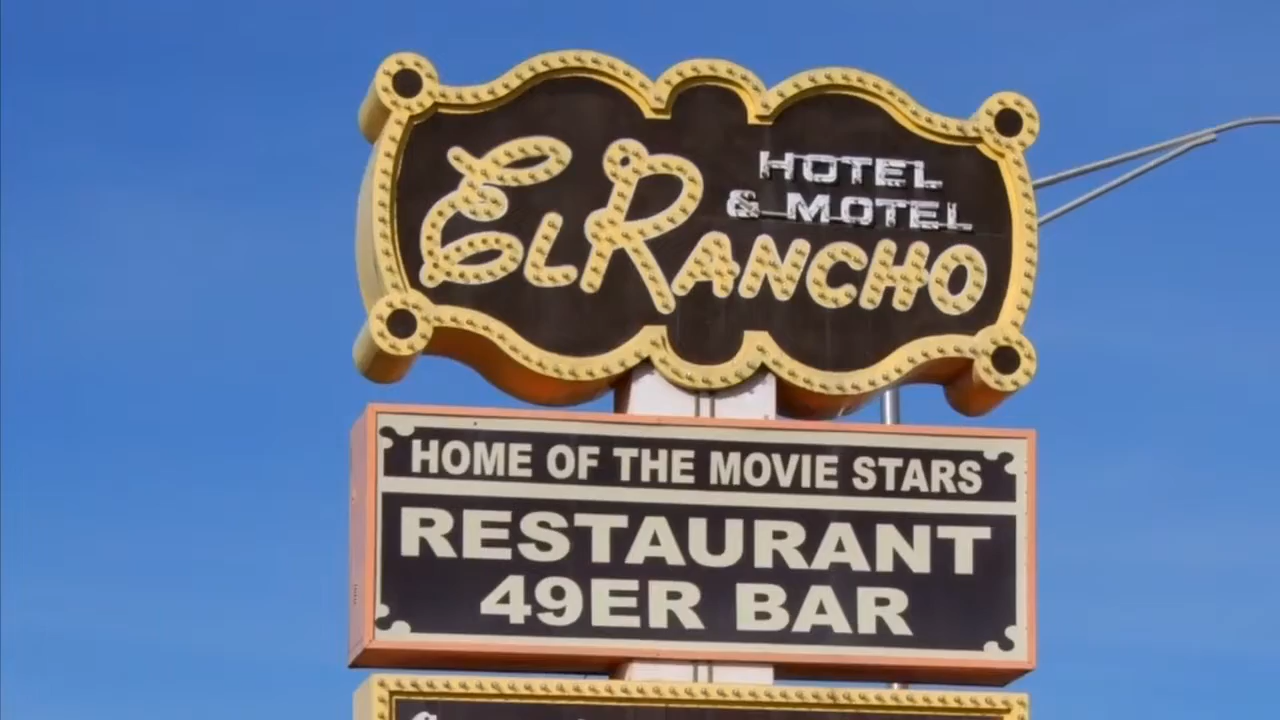 HOTEL
& MOTEL
EL RANCHO
HOME OF THE MOVIE STARS
RESTAURANT
49ER BAR